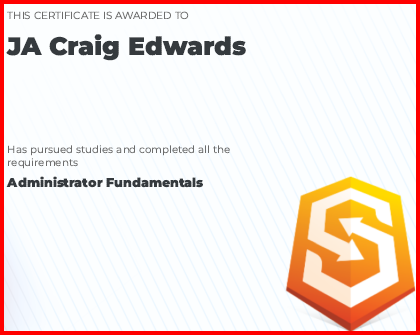 THIS CERTIFICATE IS AWARDED TO
JA Craig Edwards
Has pursued studies and completed all the
requirements
Administrator Fundamentals